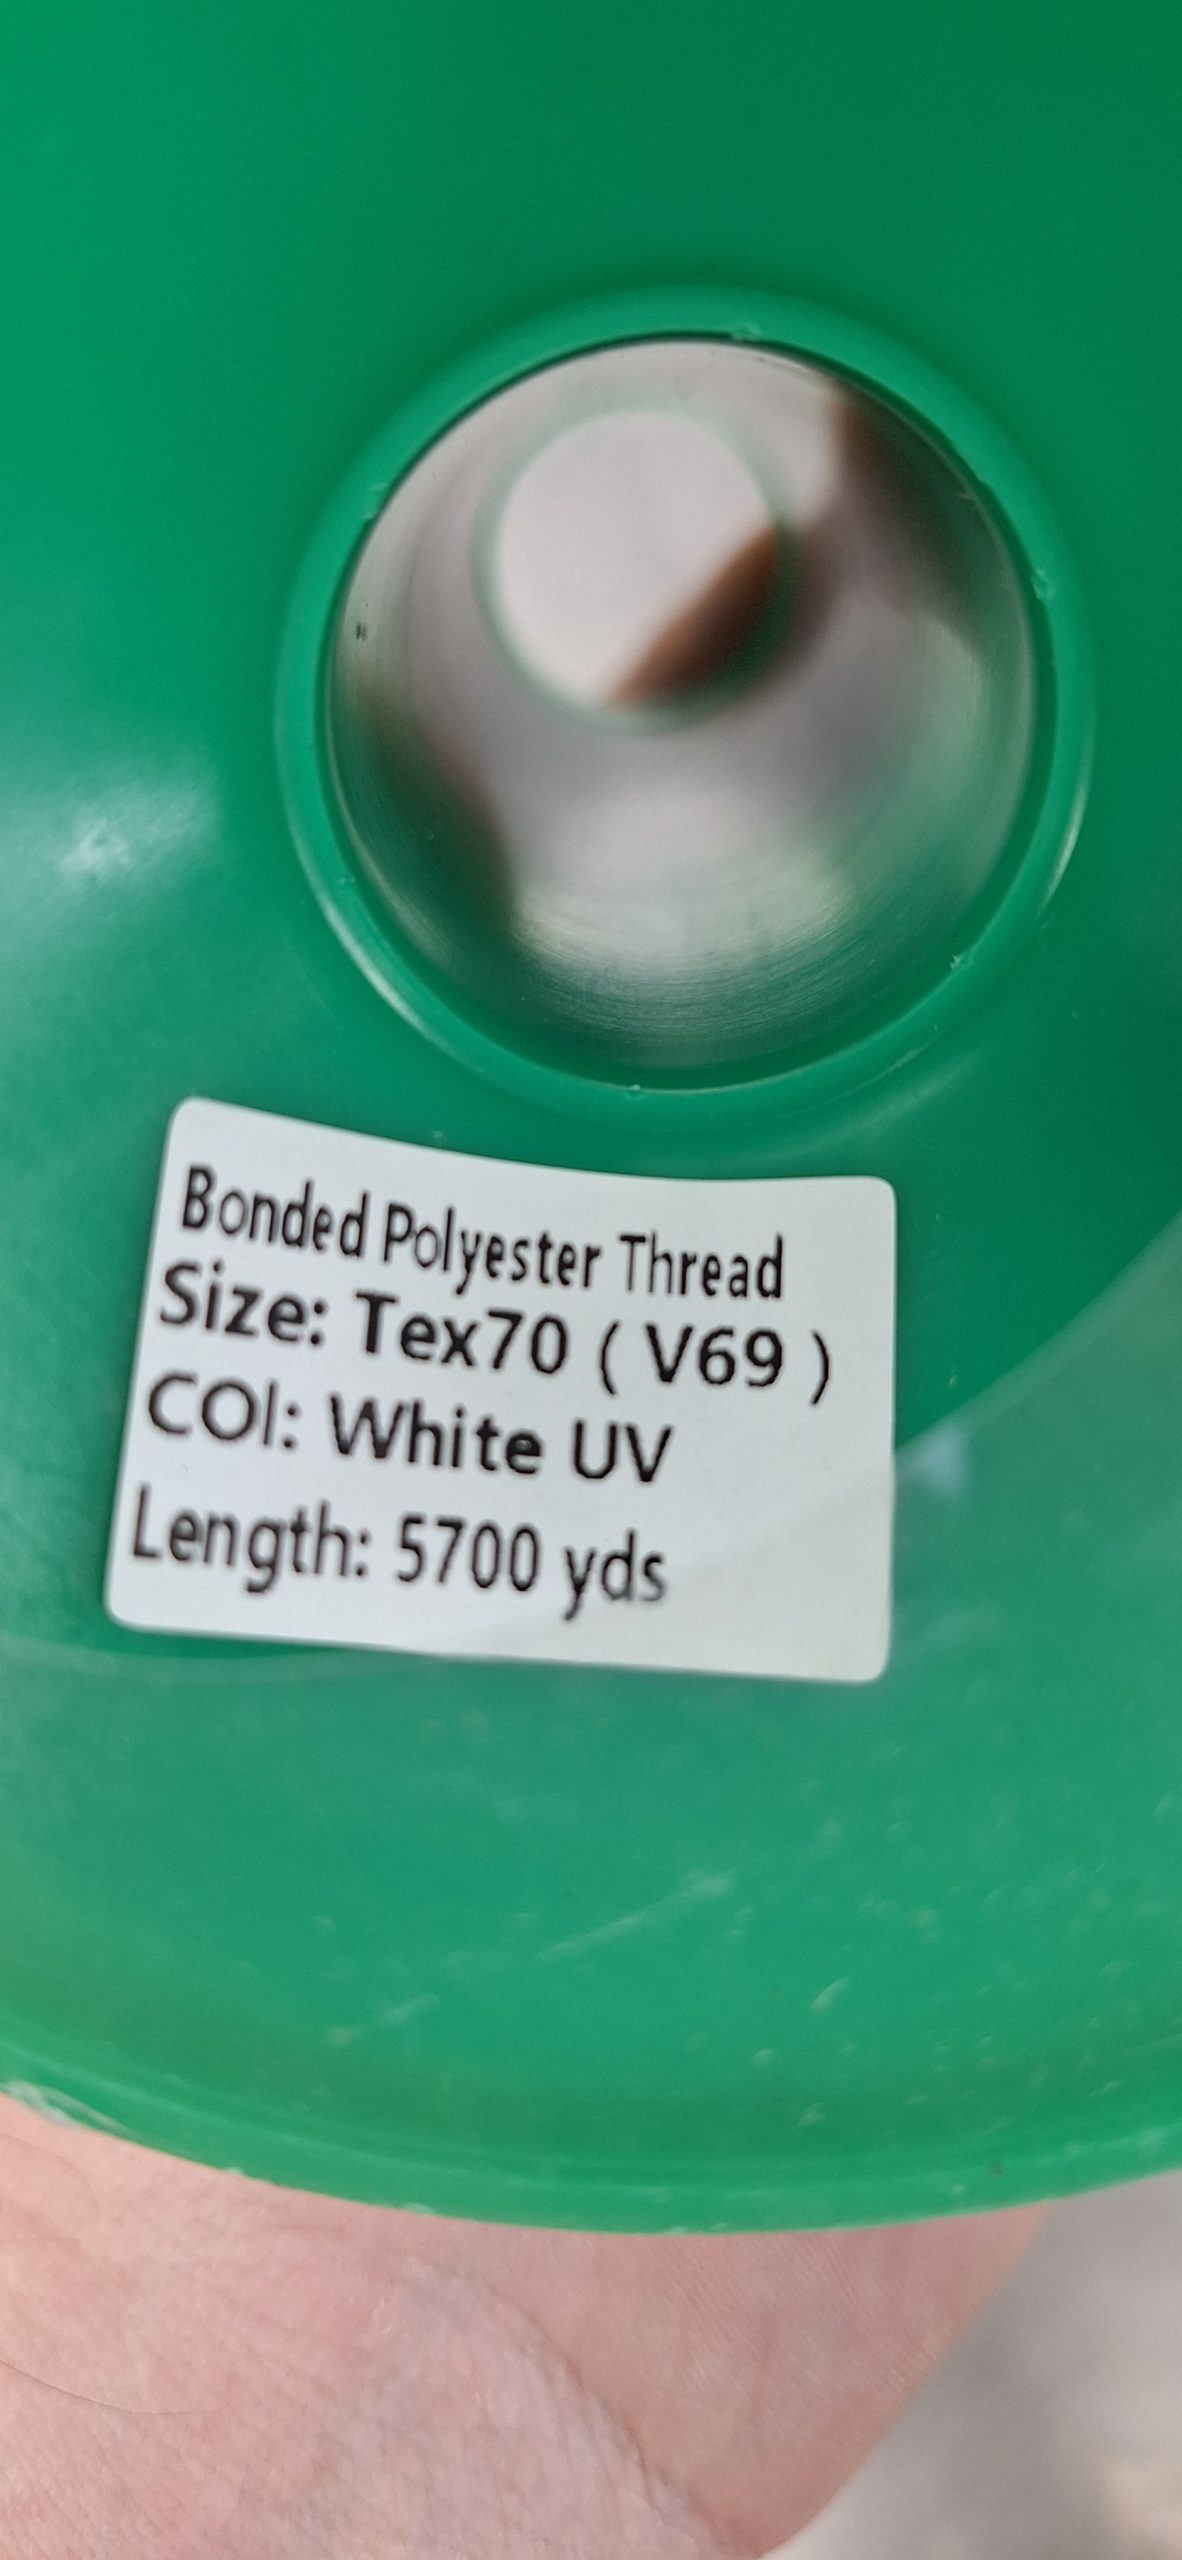 Bonded Polyester Thread
Size: Tex70 ( V69 )
COl: White UV
Length: 5700 yds